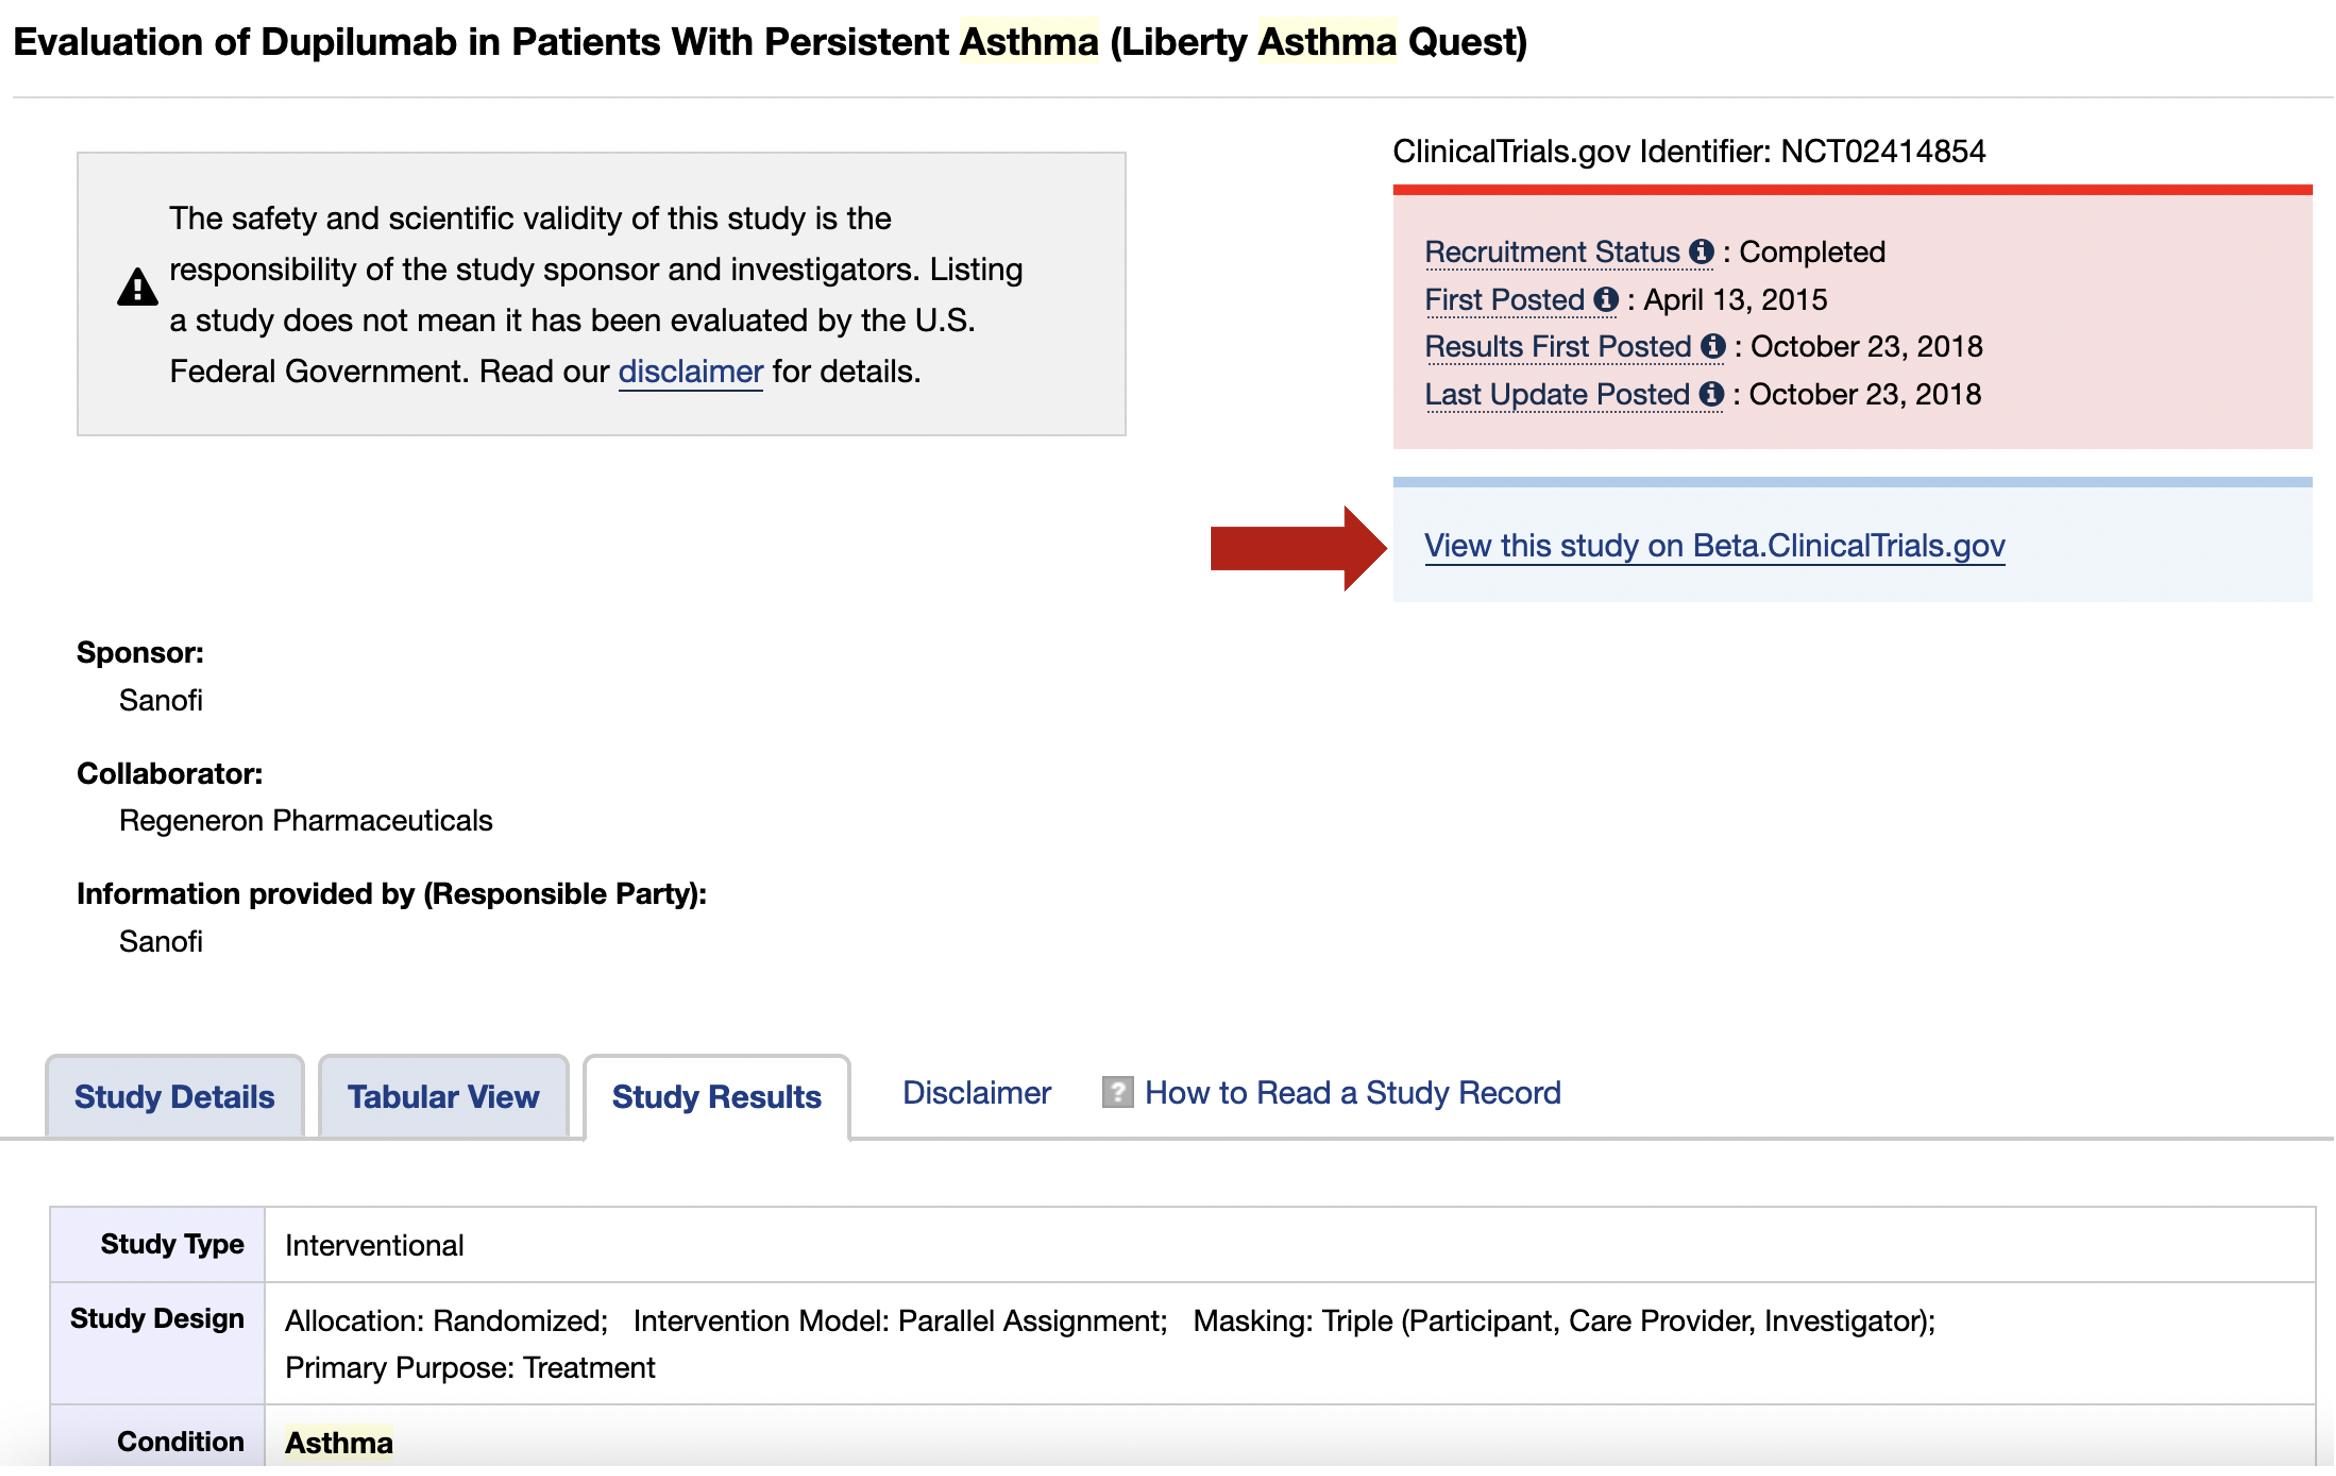 Evaluation of Dupilumab in Patients With Persistent Asthma (Liberty Asthma Quest)
The safety and scientific validity of this study is the
responsibility of the study sponsor and investigators. Listing
a study does not mean it has been evaluated by the U.S.
Federal Government. Read our disclaimer for details.
ClinicalTrials.gov Identifier: NCT02414854
Recruitment Status : Completed
First Posted : April 13, 2015
Results First Posted : October 23, 2018
Last Update Posted : October 23, 2018
View this study on Beta.ClinicalTrials.gov
Sponsor:
Sanofi
Collaborator:
Regeneron Pharmaceuticals
Information provided by (Responsible Party):
Sanofi
Study Details Tabular View Study Results Disclaimer ? How to Read a Study Record
Study Type Interventional
Study Design Allocation: Randomized; Intervention Model: Parallel Assignment; Masking: Triple (Participant, Care Provider, Investigator);
Primary Purpose: Treatment
Condition Asthma